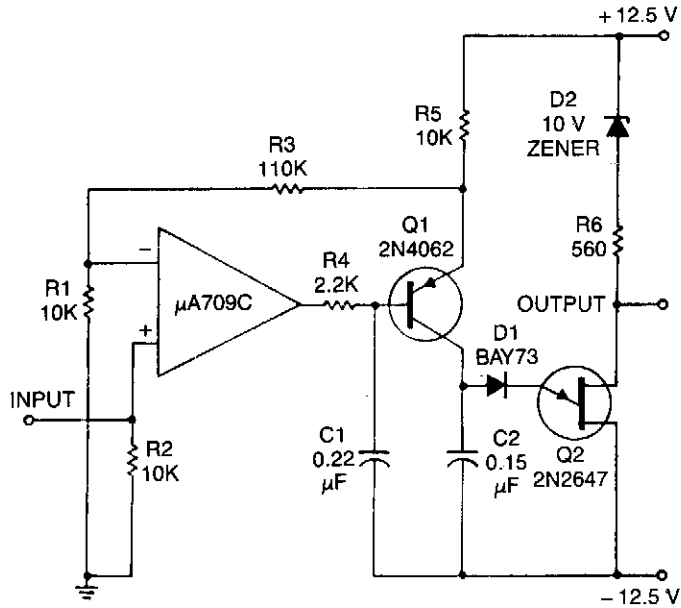 +12.5 V
R5
10K
D2
10 V
ZENER
R3
110K
Q1
2N4062
R6
560
R4
2.2K
−
R1
10K
μA709C
OUTPUT
+
D1
BAY73
INPUT
R2
10K
C1
0.22
μF
C2
0.15
μF
Q2
2N2647
−12.5 V